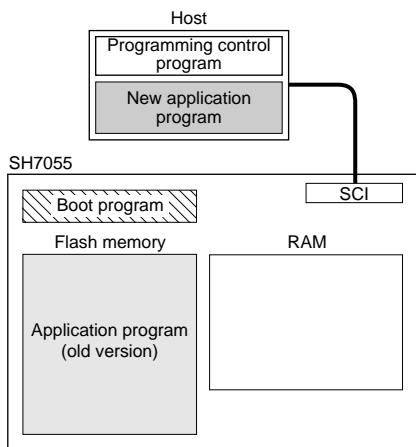 Host
Programming control
program
New application
program
SH7055
SCI
Boot program
Flash memory
RAM
Application program
(old version)